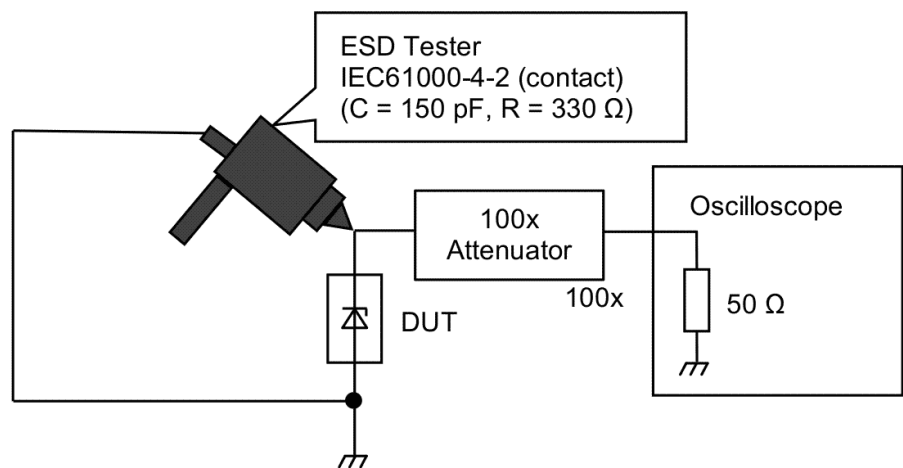 ESD Tester
IEC61000-4-2 (contact)
(C = 150 pF, R = 330 Ω)
100x
Attenuator
100x
Oscilloscope
50 Ω
DUT